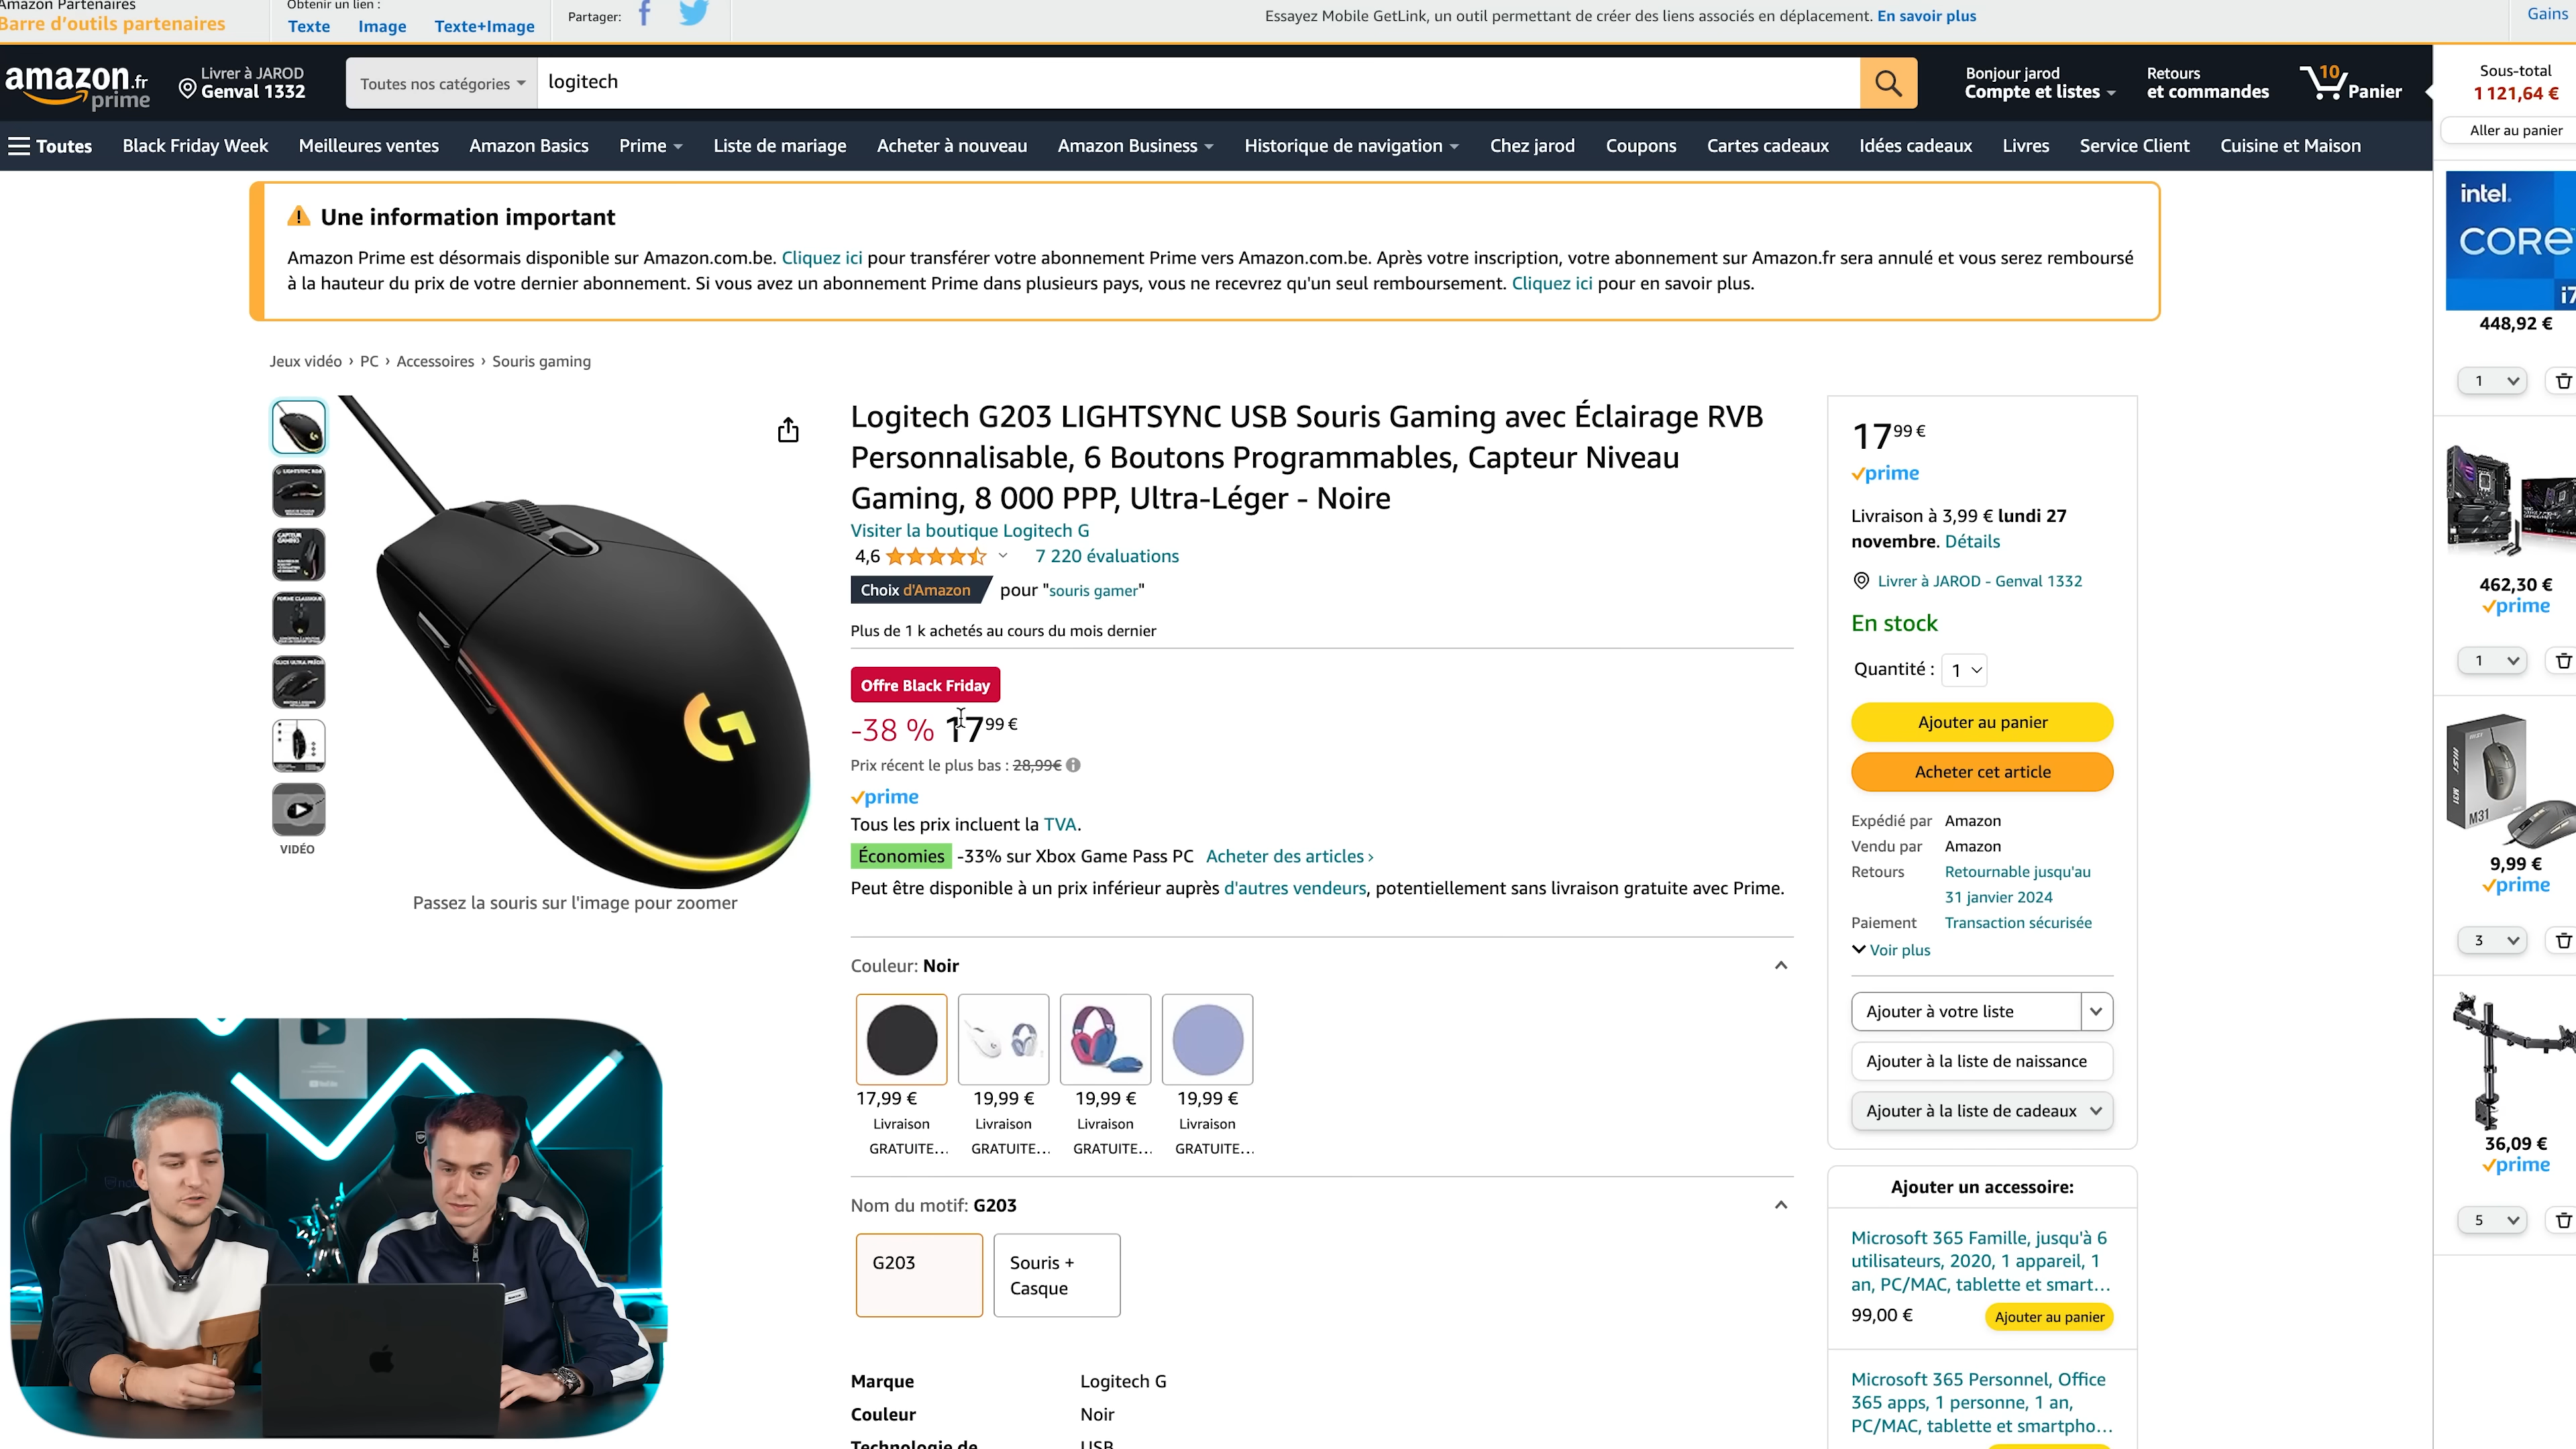 Amazon Partenaires
Barre d'outils partenaires
Obtenir un lien :
Texte Image Texte+Image
Partager:
Essayez Mobile GetLink, un outil permettant de créer des liens associés en déplacement. En savoir plus
Gains
amazon.fr
prime
Livrer à JAROD
Genval 1332
Toutes nos catégories
logitech
Bonjour jarod
Compte et listes
Retours
et commandes
10
Panier
Sous-total
1 121,64 €
Aller au panier
Toutes
Black Friday Week
Meilleures ventes
Amazon Basics
Prime
Liste de mariage
Acheter à nouveau
Amazon Business
Historique de navigation
Chez jarod
Coupons
Cartes cadeaux
Idées cadeaux
Livres
Service Client
Cuisine et Maison
Une information important
Amazon Prime est désormais disponible sur Amazon.com.be. Cliquez ici pour transférer votre abonnement Prime vers Amazon.com.be. Après votre inscription, votre abonnement sur Amazon.fr sera annulé et vous serez remboursé
à la hauteur du prix de votre dernier abonnement. Si vous avez un abonnement Prime dans plusieurs pays, vous ne recevrez qu'un seul remboursement. Cliquez ici pour en savoir plus.
Jeux vidéo › PC › Accessoires › Souris gaming
VIDÉO
Passez la souris sur l'image pour zoomer
Logitech G203 LIGHTSYNC USB Souris Gaming avec Éclairage RVB
Personnalisable, 6 Boutons Programmables, Capteur Niveau
Gaming, 8 000 PPP, Ultra-Léger - Noire
Visiter la boutique Logitech G
4,6 7 220 évaluations
Choix d'Amazon pour "souris gamer"
Plus de 1 k achetés au cours du mois dernier
Offre Black Friday
-38 % 17 99 €
Prix récent le plus bas : 28,99€
prime
Tous les prix incluent la TVA.
Économies -33% sur Xbox Game Pass PC Acheter des articles ›
Peut être disponible à un prix inférieur auprès d'autres vendeurs, potentiellement sans livraison gratuite avec Prime.
Couleur: Noir
17,99 € 19,99 € 19,99 € 19,99 €
Livraison Livraison Livraison Livraison
GRATUITE... GRATUITE... GRATUITE... GRATUITE...
Nom du motif: G203
G203
Souris +
Casque
Marque Logitech G
Couleur Noir
Technologie de USB
17 99 €
prime
Livraison à 3,99 € lundi 27
novembre. Détails
Livrer à JAROD - Genval 1332
En stock
Quantité : 1
Ajouter au panier
Acheter cet article
Expédié par Amazon
Vendu par Amazon
Retours Retournable jusqu'au
31 janvier 2024
Paiement Transaction sécurisée
Voir plus
Ajouter à votre liste
Ajouter à la liste de naissance
Ajouter à la liste de cadeaux
Ajouter un accessoire:
Microsoft 365 Famille, jusqu'à 6
utilisateurs, 2020, 1 appareil, 1
an, PC/MAC, tablette et smart...
99,00 €
Ajouter au panier
Microsoft 365 Personnel, Office
365 apps, 1 personne, 1 an,
PC/MAC, tablette et smartpho...
intel.
CORE
i7
448,92 €
1
462,30 €
prime
1
M31
9,99 €
prime
3
36,09 €
prime
5